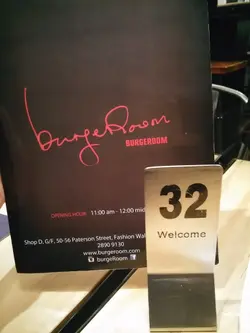 burgeRoom
BURGEROOM
OPENING HOUR 11:00 am - 12:00 mid
Shop D, G/F, 50-56 Paterson Street, Fashion Wal
2890 9130
www.burgeroom.com
burgeRoom
32
Welcome